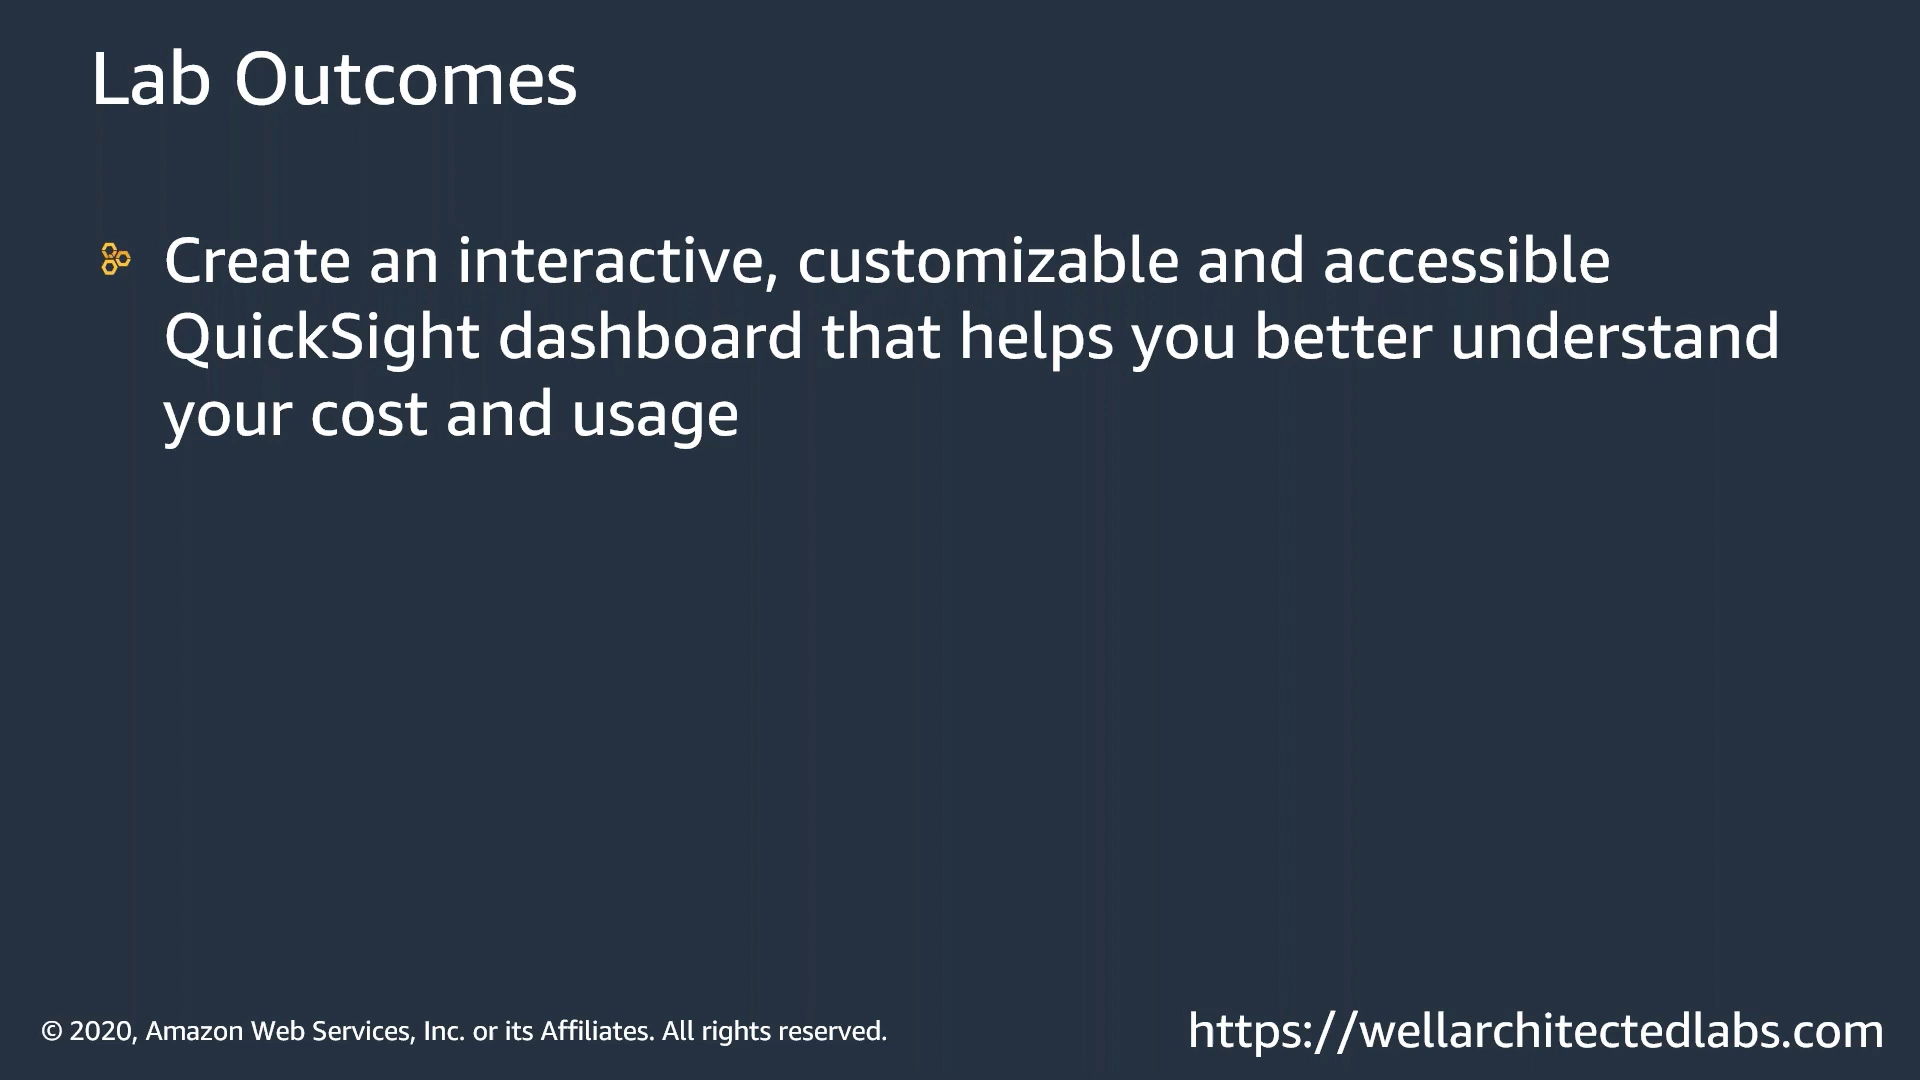 Lab Outcomes
Create an interactive, customizable and accessible
QuickSight dashboard that helps you better understand
your cost and usage
© 2020, Amazon Web Services, Inc. or its Affiliates. All rights reserved.
https://wellarchitectedlabs.com